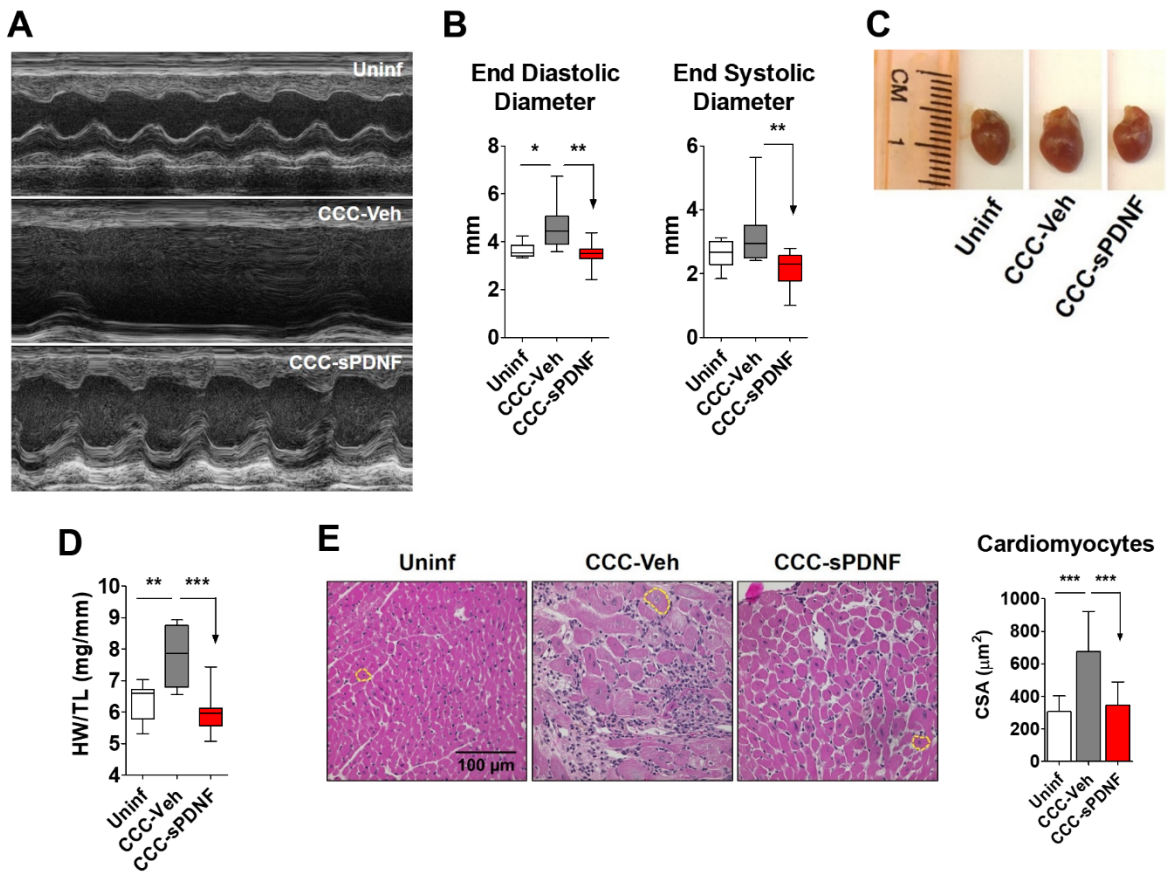 A
Uninf
CCC-Veh
CCC-sPDNF
B
End Diastolic
Diameter
mm
8
6
4
2
0
*
**
Uninf
CCC-Veh
CCC-sPDNF
End Systolic
Diameter
mm
6
4
2
0
**
Uninf
CCC-Veh
CCC-sPDNF
C
CM
1
Uninf
CCC-Veh
CCC-sPDNF
D
HW/TL (mg/mm)
10
9
8
7
6
5
4
**
***
Uninf
CCC-Veh
CCC-sPDNF
E
Uninf
CCC-Veh
CCC-sPDNF
100 µm
Cardiomyocytes
CSA (µm²)
1000
800
600
400
200
0
***
***
Uninf
CCC-Veh
CCC-sPDNF